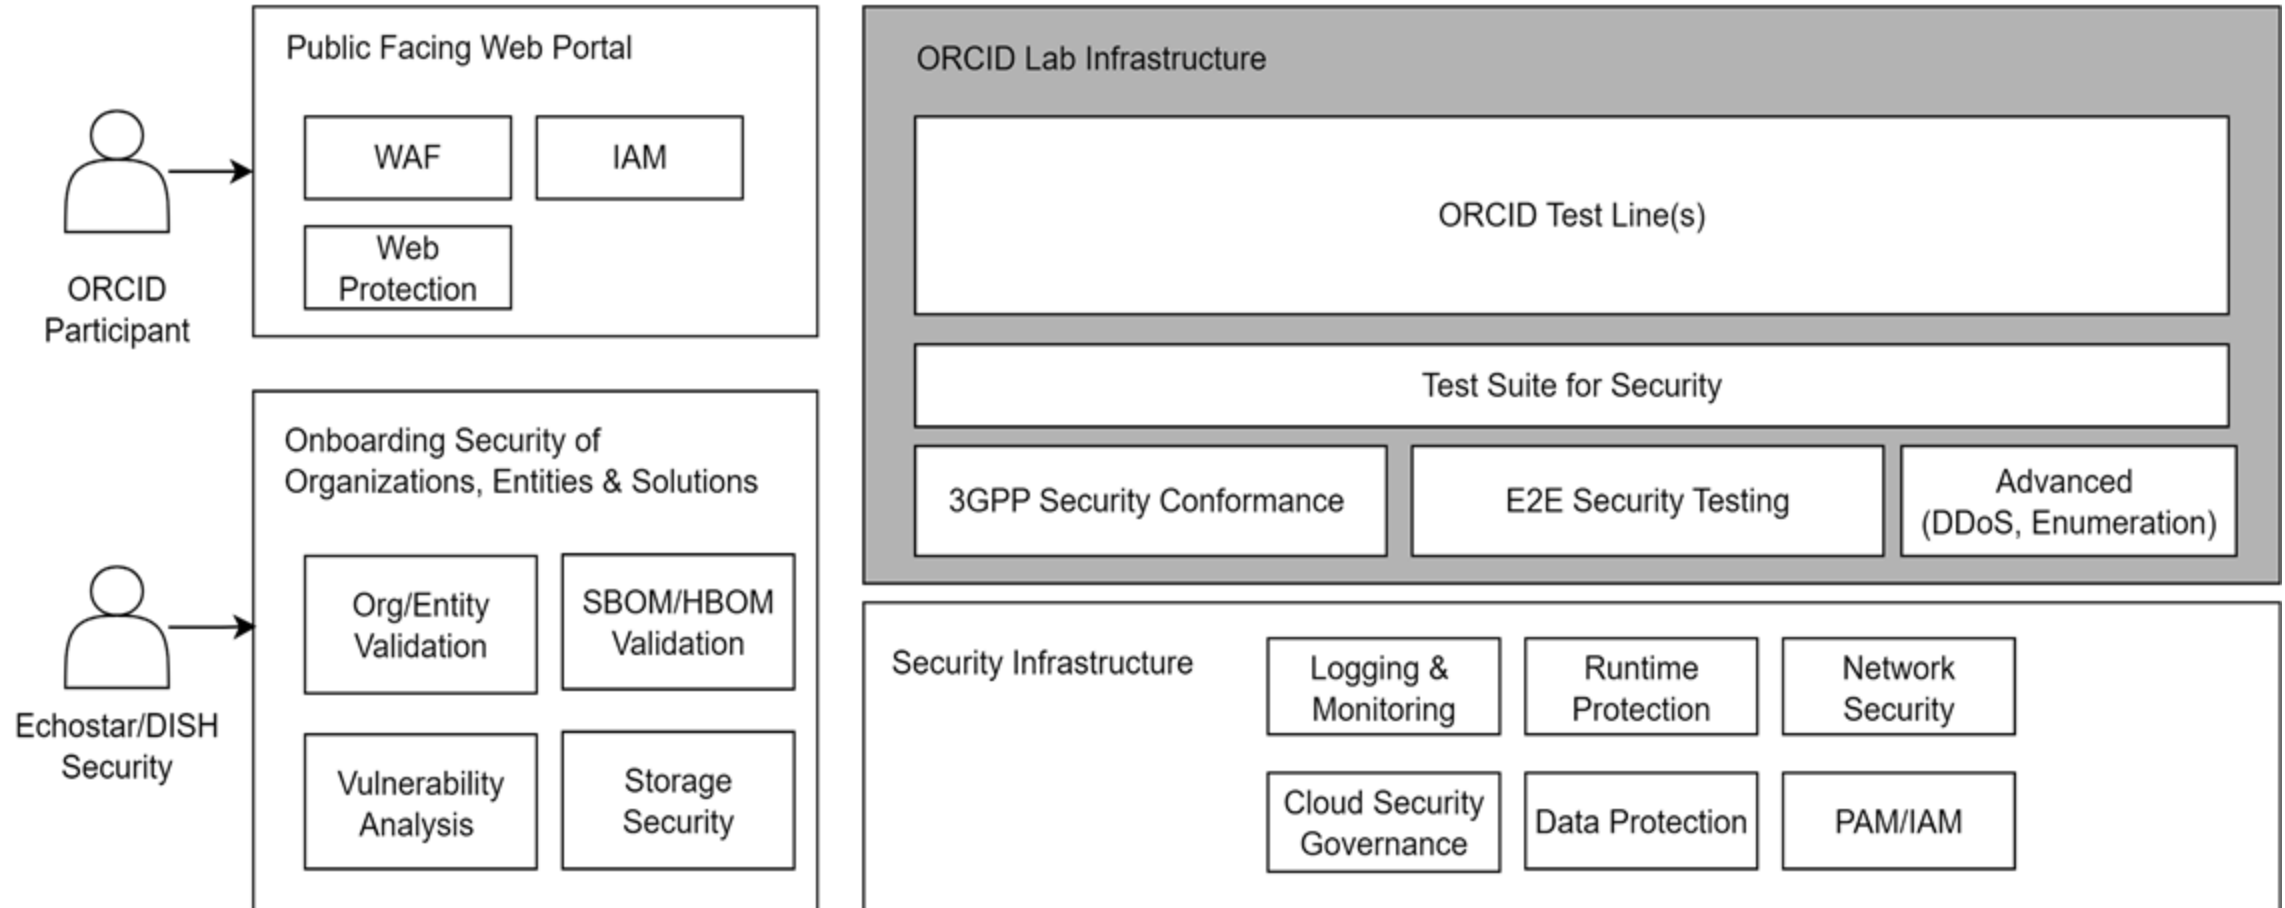 Public Facing Web Portal
WAF
IAM
Web
Protection
ORCID
Participant
Onboarding Security of
Organizations, Entities & Solutions
Org/Entity
Validation
SBOM/HBOM
Validation
Vulnerability
Analysis
Storage
Security
Echostar/DISH
Security
ORCID Lab Infrastructure
ORCID Test Line(s)
Test Suite for Security
3GPP Security Conformance
E2E Security Testing
Advanced
(DDoS, Enumeration)
Security Infrastructure
Logging &
Monitoring
Runtime
Protection
Network
Security
Cloud Security
Governance
Data Protection
PAM/IAM